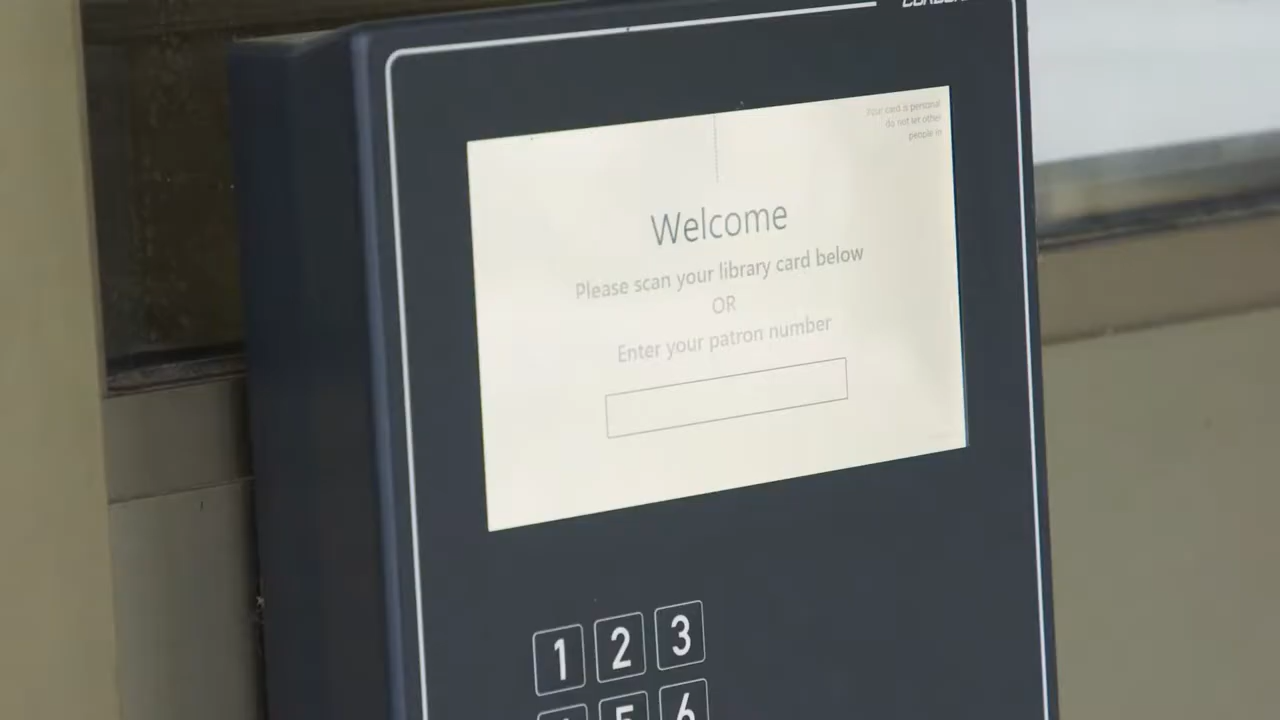 Your card is personal
do not let other
people in
Welcome
Please scan your library card below
OR
Enter your patron number
1 2 3
5 6